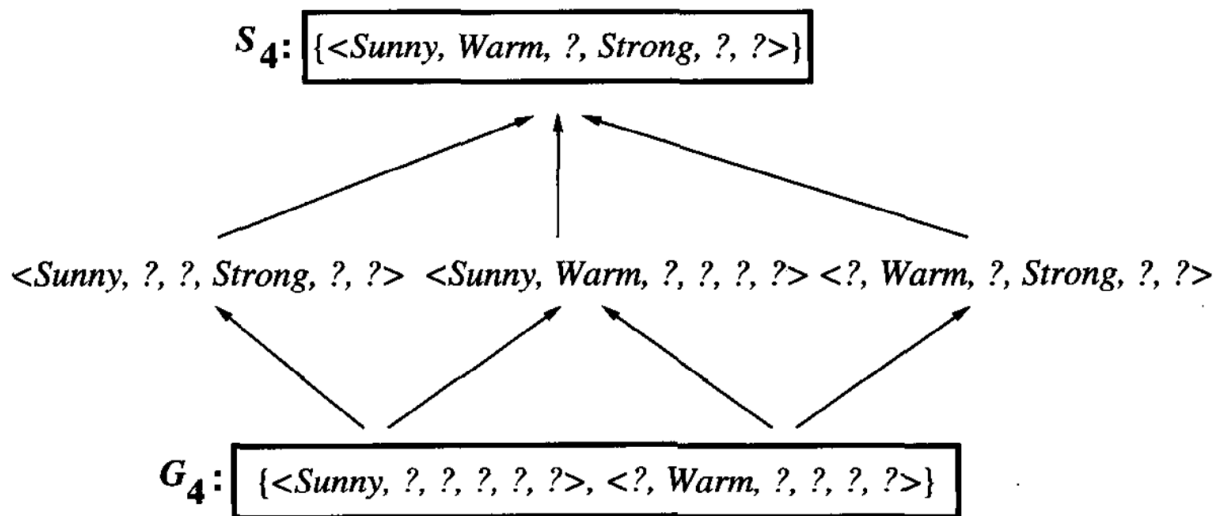 S4: {<Sunny, Warm, ?, Strong, ?, ?>}
<Sunny, ?, ?, Strong, ?, ?> <Sunny, Warm, ?, ?, ?, ?> <?, Warm, ?, Strong, ?, ?>
G4: {<Sunny, ?, ?, ?, ?, ?>, <?, Warm, ?, ?, ?, ?>}